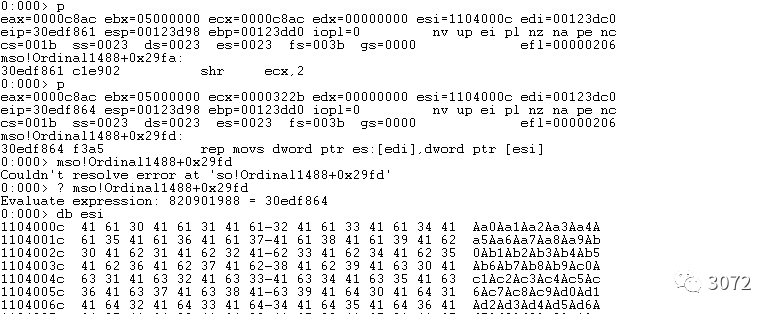 0:000> p
eax=0000c8ac ebx=05000000 ecx=0000c8ac edx=00000000 esi=1104000c edi=00123dc0
eip=30edf861 esp=00123d98 ebp=00123dd0 iopl=0 nv up ei pl nz na pe nc
cs=001b ss=0023 ds=0023 es=0023 fs=003b gs=0000 efl=00000206
mso!Ordinal1488+0x29fa:
30edf861 c1e902 shr ecx,2
0:000> p
eax=0000c8ac ebx=05000000 ecx=0000322b edx=00000000 esi=1104000c edi=00123dc0
eip=30edf864 esp=00123d98 ebp=00123dd0 iopl=0 nv up ei pl nz na pe nc
cs=001b ss=0023 ds=0023 es=0023 fs=003b gs=0000 efl=00000206
mso!Ordinal1488+0x29fd:
30edf864 f3a5 rep movs dword ptr es:[edi],dword ptr [esi]
0:000> mso!Ordinal1488+0x29fd
Couldn't resolve error at 'so!Ordinal1488+0x29fd'
0:000> ? mso!Ordinal1488+0x29fd
Evaluate expression: 820901988 = 30edf864
0:000> db esi
1104000c 41 61 30 41 61 31 41 61-32 41 61 33 41 61 34 41 Aa0Aa1Aa2Aa3Aa4A
1104001c 61 35 41 61 36 41 61 37-41 61 38 41 61 39 41 62 a5Aa6Aa7Aa8Aa9Ab
1104002c 30 41 62 31 41 62 32 41-62 33 41 62 34 41 62 35 0Ab1Ab2Ab3Ab4Ab5
1104003c 41 62 36 41 62 37 41 62-38 41 62 39 41 63 30 41 Ab6Ab7Ab8Ab9Ac0A
1104004c 63 31 41 63 32 41 63 33-41 63 34 41 63 35 41 63 c1Ac2Ac3Ac4Ac5Ac
1104005c 36 41 63 37 41 63 38 41-63 39 41 64 30 41 64 31 6Ac7Ac8Ac9Ad0Ad1
1104006c 41 64 32 41 64 33 41 64-34 41 64 35 41 64 36 41 Ad2Ad3Ad4Ad5Ad6A
3072